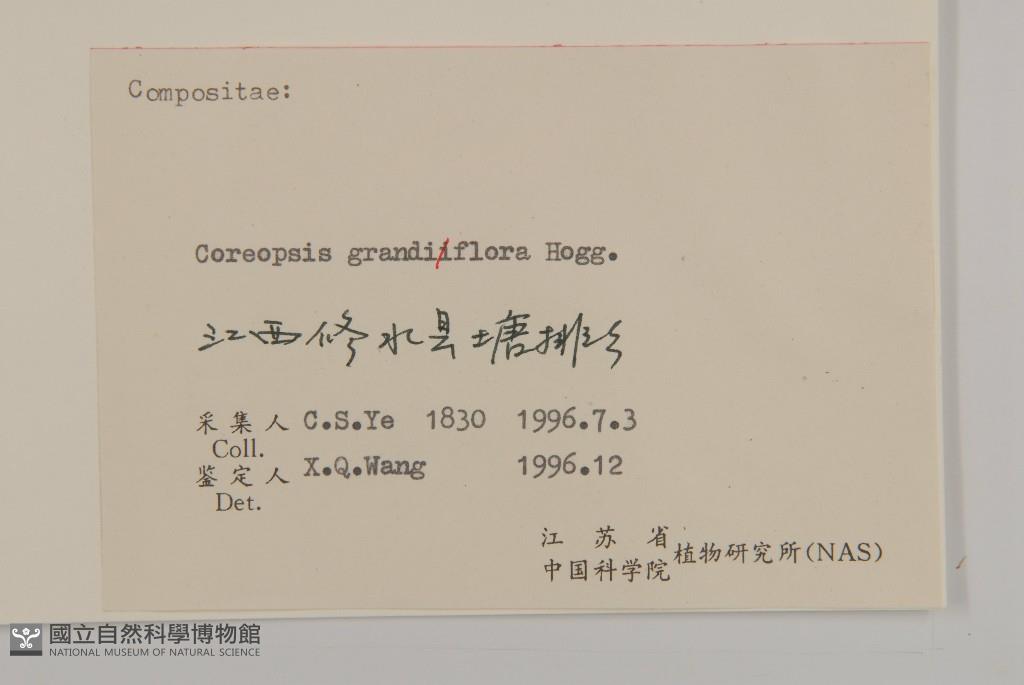 Compositae:
Coreopsis grandiiflora Hogg.
江西修水县塘排乡
采集人 C.S.Ye 1830 1996.7.3
Coll.
鉴定人 X.Q.Wang 1996.12
Det.
江苏省
中国科学院 植物研究所(NAS)
國立自然科學博物館
NATIONAL MUSEUM OF NATURAL SCIENCE